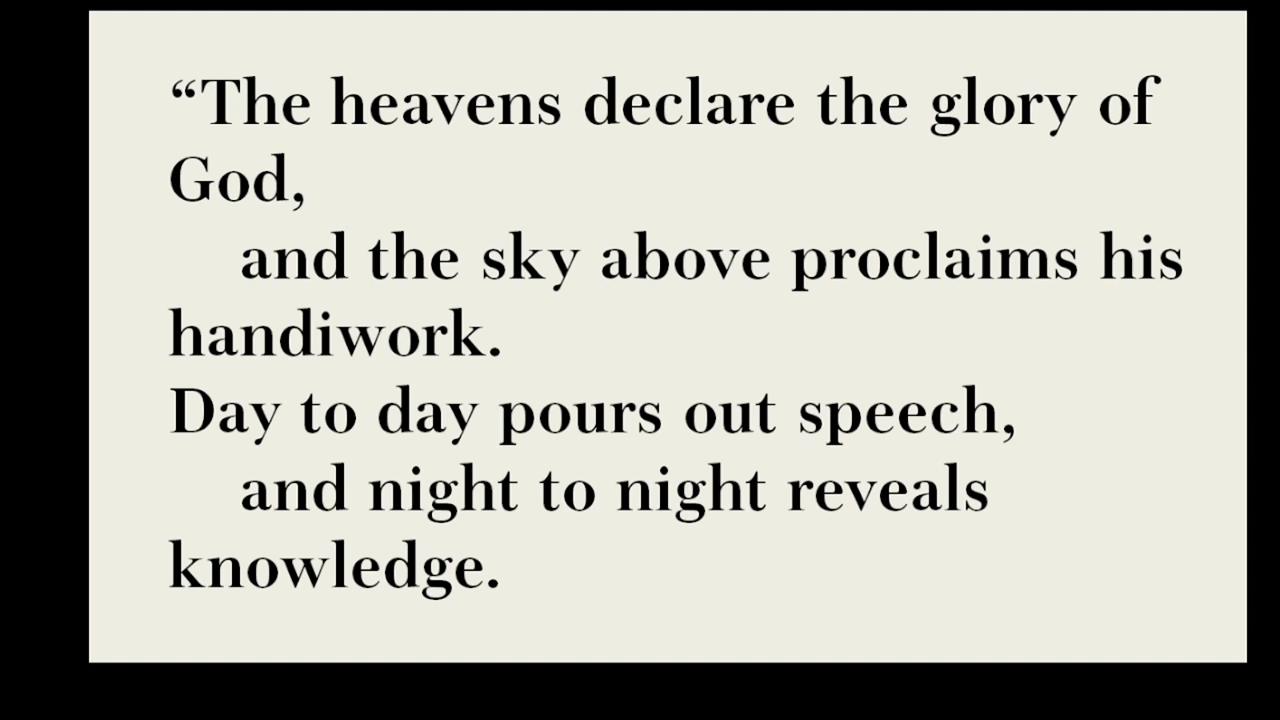 “The heavens declare the glory of
God,
and the sky above proclaims his
handiwork.
Day to day pours out speech,
and night to night reveals
knowledge.